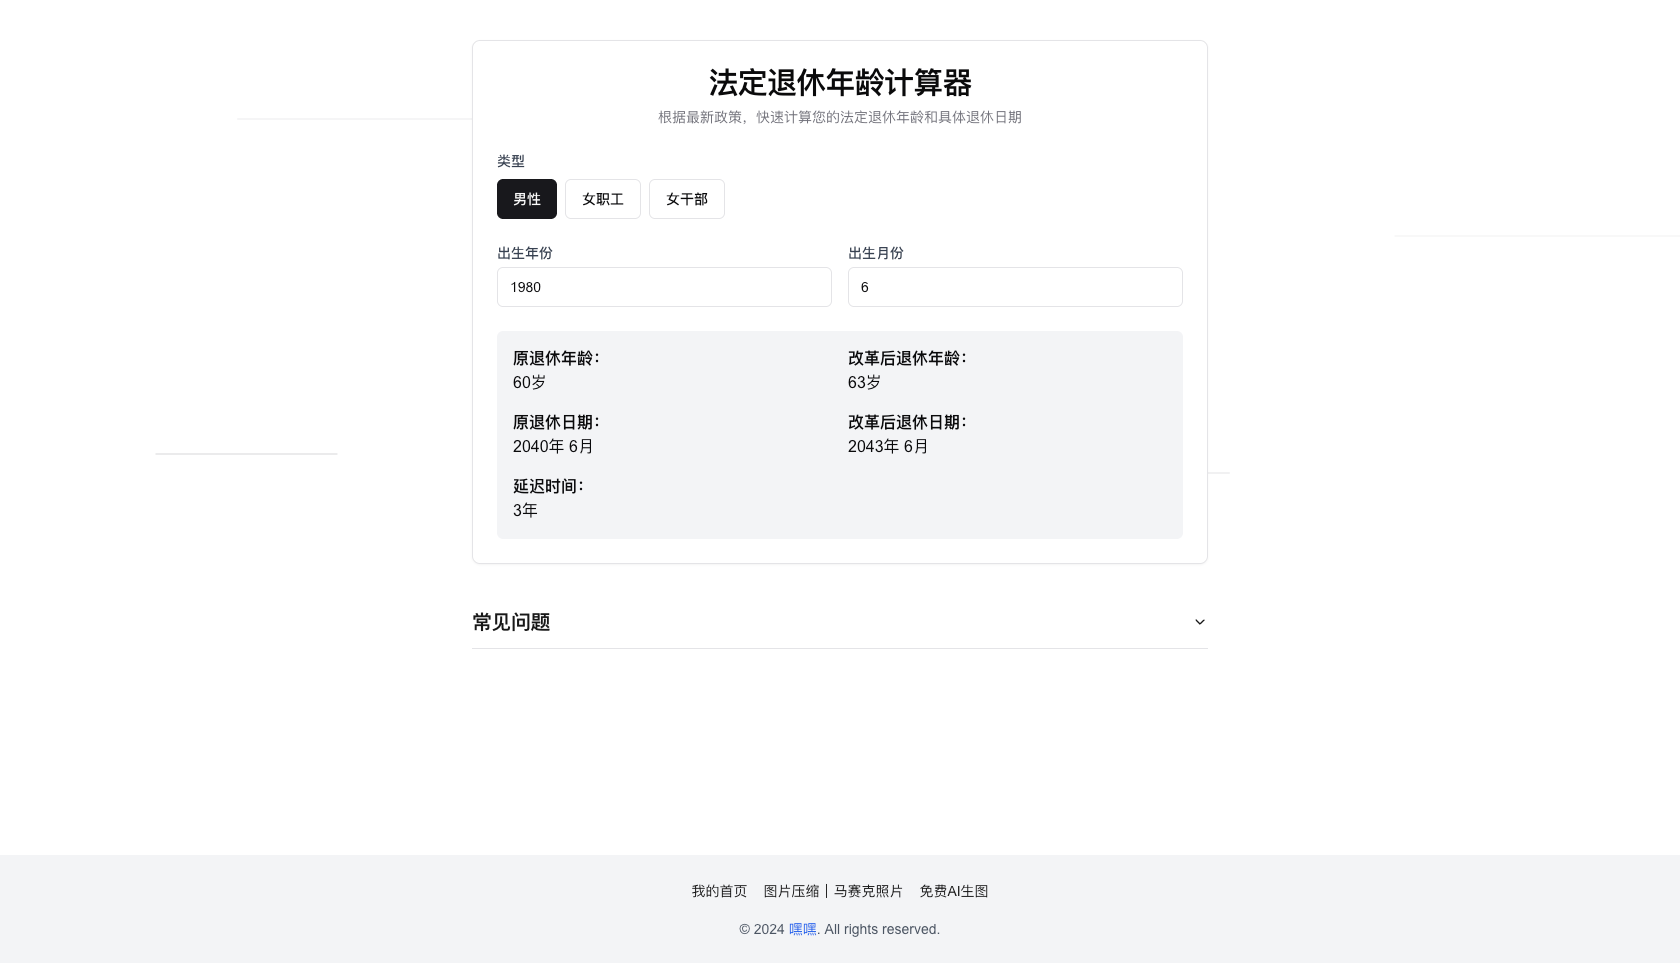 法定退休年龄计算器
根据最新政策，快速计算您的法定退休年龄和具体退休日期
类型
男性 女职工 女干部
出生年份 出生月份
1980 6
原退休年龄： 改革后退休年龄：
60岁 63岁
原退休日期： 改革后退休日期：
2040年 6月 2043年 6月
延迟时间：
3年
常见问题
我的首页 图片压缩 | 马赛克照片 免费AI生图
© 2024 嘿嘿. All rights reserved.